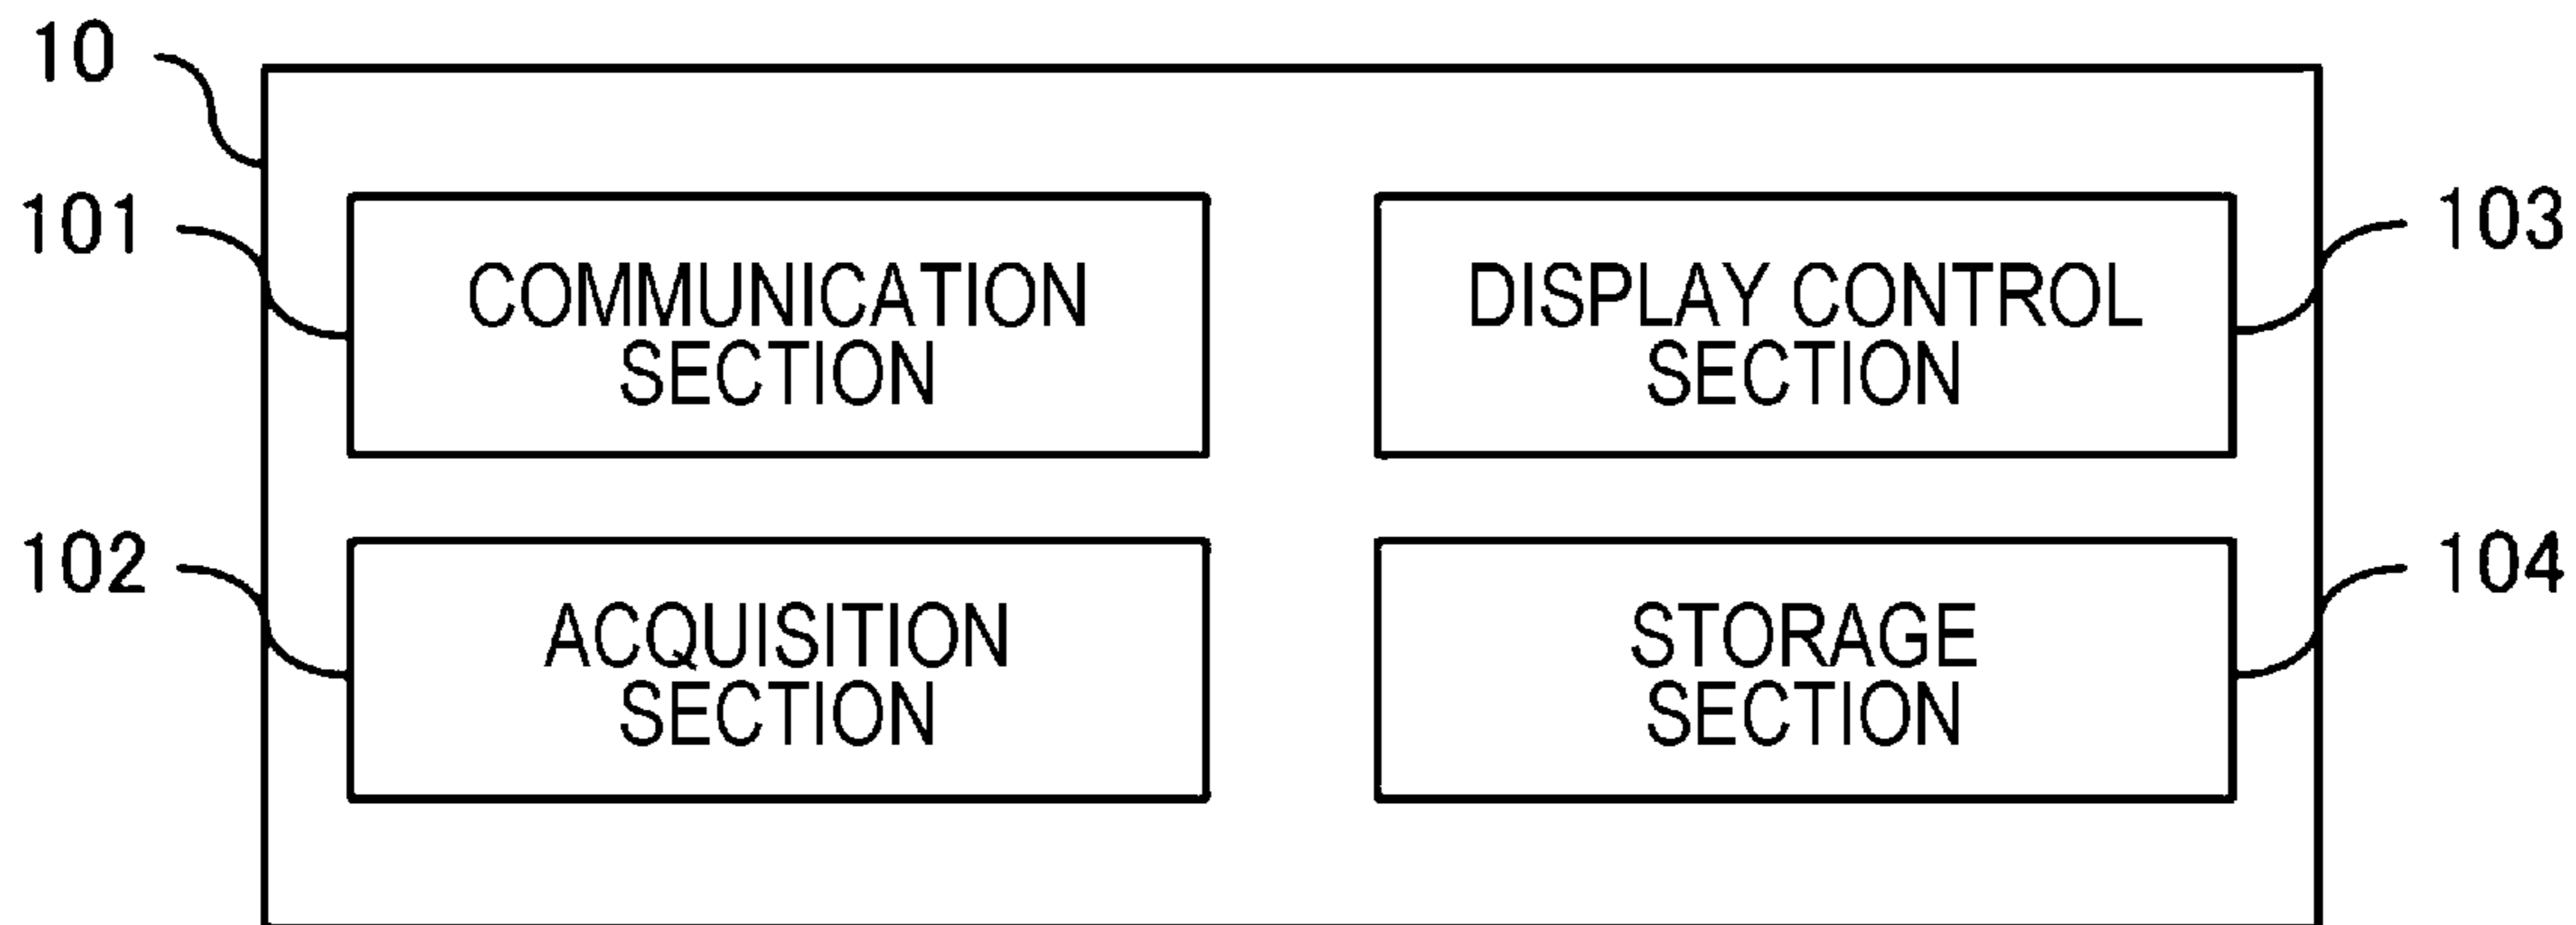 10
101
COMMUNICATION
SECTION
103
DISPLAY CONTROL
SECTION
102
ACQUISITION
SECTION
104
STORAGE
SECTION